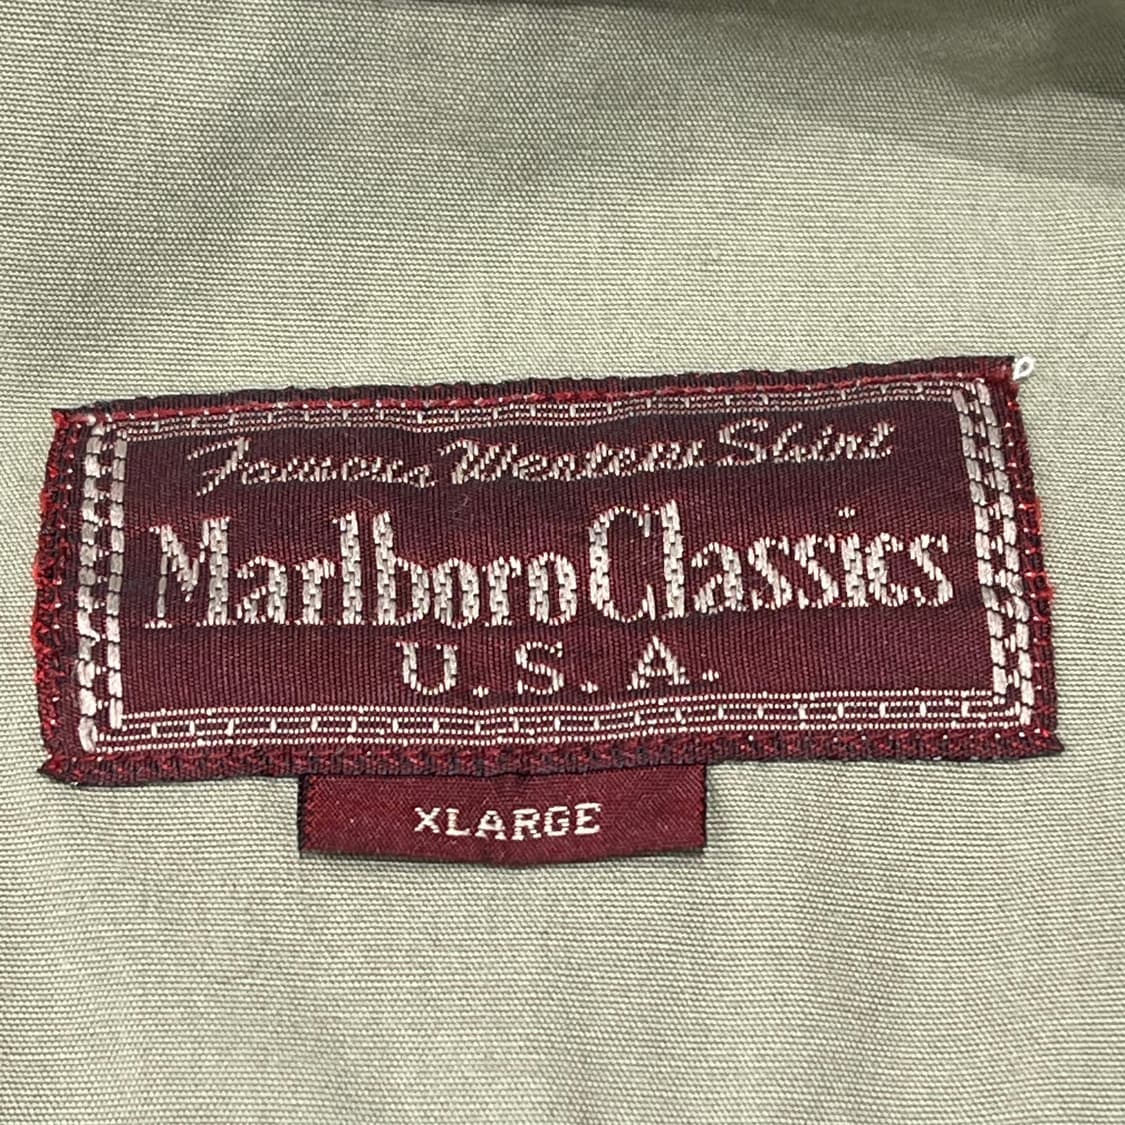 Famous Western Shirt
Marlboro Classics
U.S.A.
XLARGE